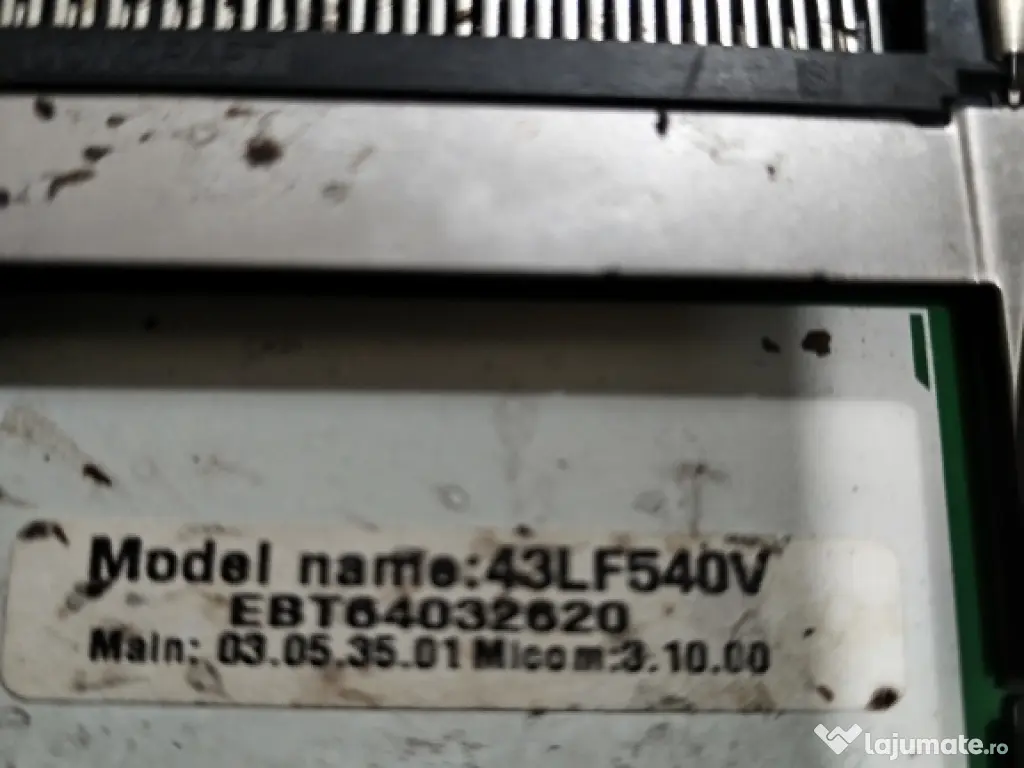 Model name:43LF540V
EBT64032620
Main: 03.05.35.01 Micom:3.10.00
lajumate.ro